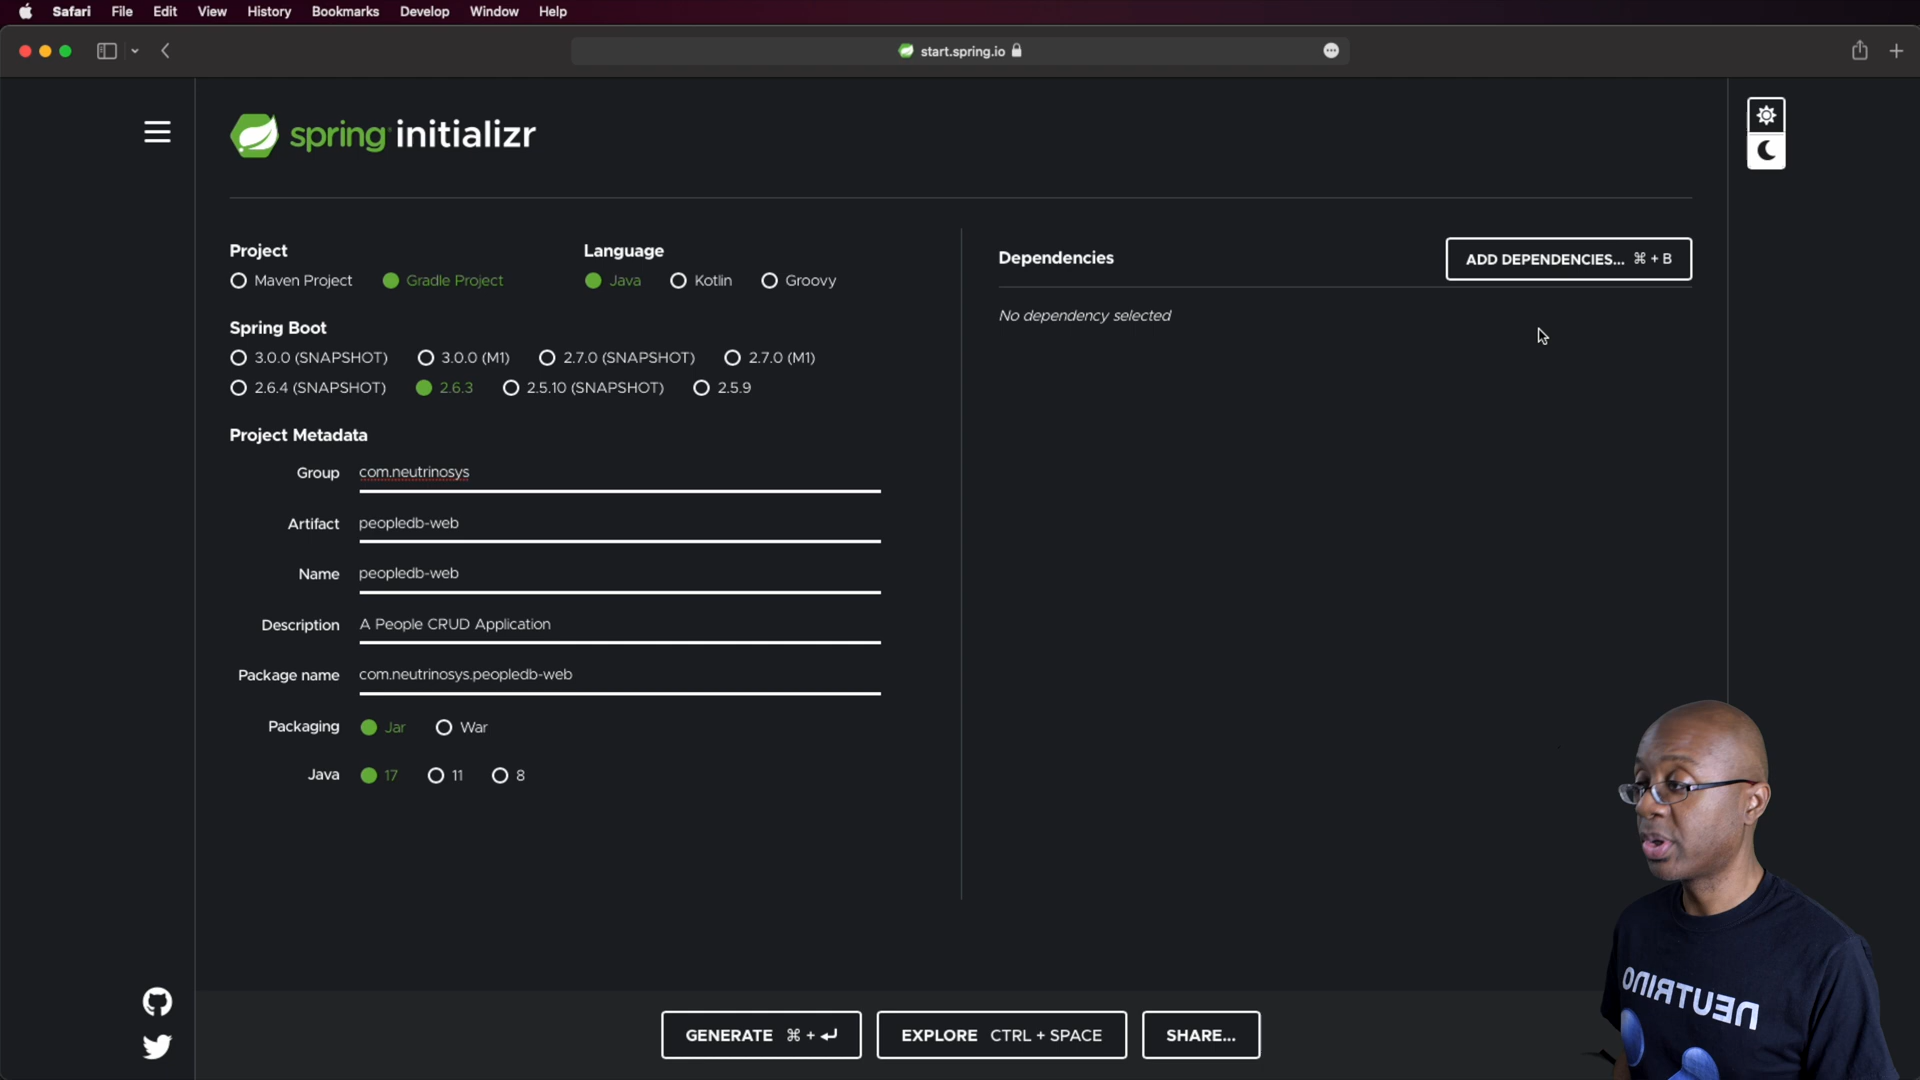 Safari File Edit View History Bookmarks Develop Window Help
start.spring.io
spring initializr
Project
Maven Project Gradle Project
Language
Java Kotlin Groovy
Spring Boot
3.0.0 (SNAPSHOT) 3.0.0 (M1) 2.7.0 (SNAPSHOT) 2.7.0 (M1)
2.6.4 (SNAPSHOT) 2.6.3 2.5.10 (SNAPSHOT) 2.5.9
Project Metadata
Group com.neutrinosys
Artifact peopledb-web
Name peopledb-web
Description A People CRUD Application
Package name com.neutrinosys.peopledb-web
Packaging Jar War
Java 17 11 8
Dependencies ADD DEPENDENCIES... ⌘ + B
No dependency selected
NEUTRINO
GENERATE ⌘ + ↵ EXPLORE CTRL + SPACE SHARE...